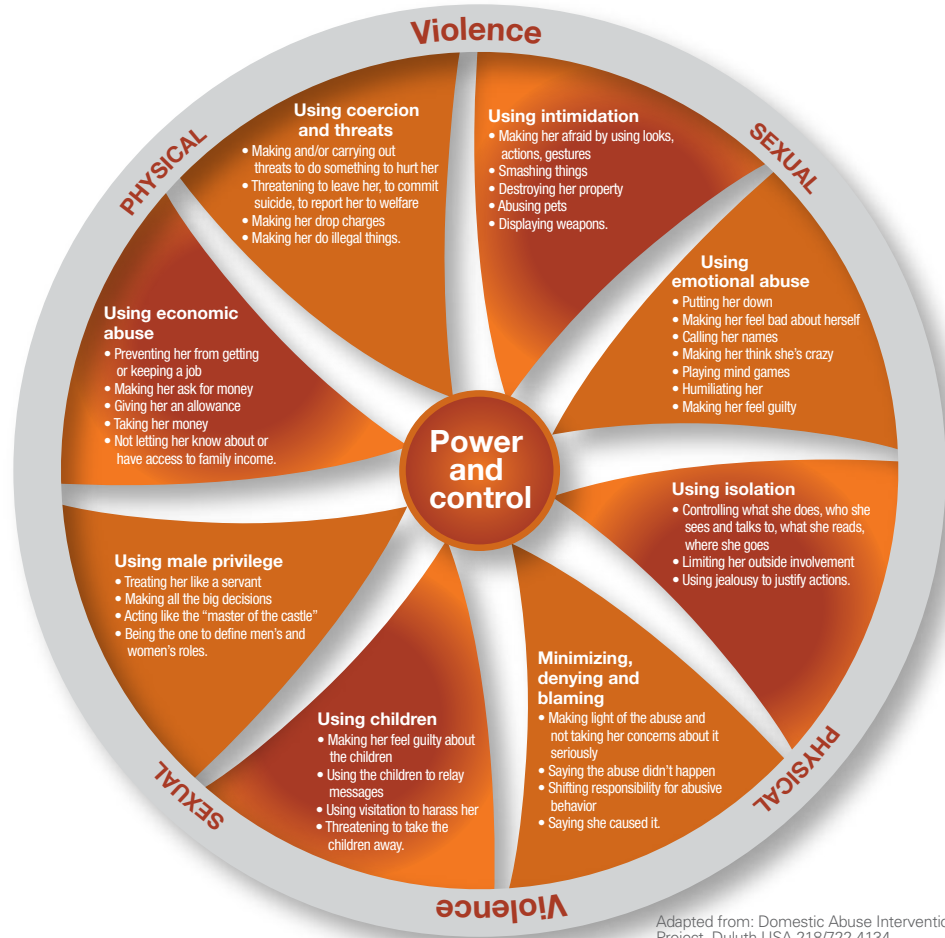 Violence
PHYSICAL
SEXUAL
Using coercion
and threats
• Making and/or carrying out
threats to do something to hurt her
• Threatening to leave her, to commit
suicide, to report her to welfare
• Making her drop charges
• Making her do illegal things.
Using intimidation
• Making her afraid by using looks,
actions, gestures
• Smashing things
• Destroying her property
• Abusing pets
• Displaying weapons.
Using
emotional abuse
• Putting her down
• Making her feel bad about herself
• Calling her names
• Making her think she's crazy
• Playing mind games
• Humiliating her
• Making her feel guilty
Using economic
abuse
• Preventing her from getting
or keeping a job
• Making her ask for money
• Giving her an allowance
• Taking her money
• Not letting her know about or
have access to family income.
Power
and
control
Using isolation
• Controlling what she does, who she
sees and talks to, what she reads,
where she goes
• Limiting her outside involvement
• Using jealousy to justify actions.
Using male privilege
• Treating her like a servant
• Making all the big decisions
• Acting like the “master of the castle”
• Being the one to define men's and
women's roles.
Minimizing,
denying and
blaming
• Making light of the abuse and
not taking her concerns about it
seriously
• Saying the abuse didn't happen
• Shifting responsibility for abusive
behavior
• Saying she caused it.
Using children
• Making her feel guilty about
the children
• Using the children to relay
messages
• Using visitation to harass her
• Threatening to take the
children away.
SEXUAL
PHYSICAL
Violence
Adapted from: Domestic Abuse Interventio
Project, Duluth USA 218/722 4134